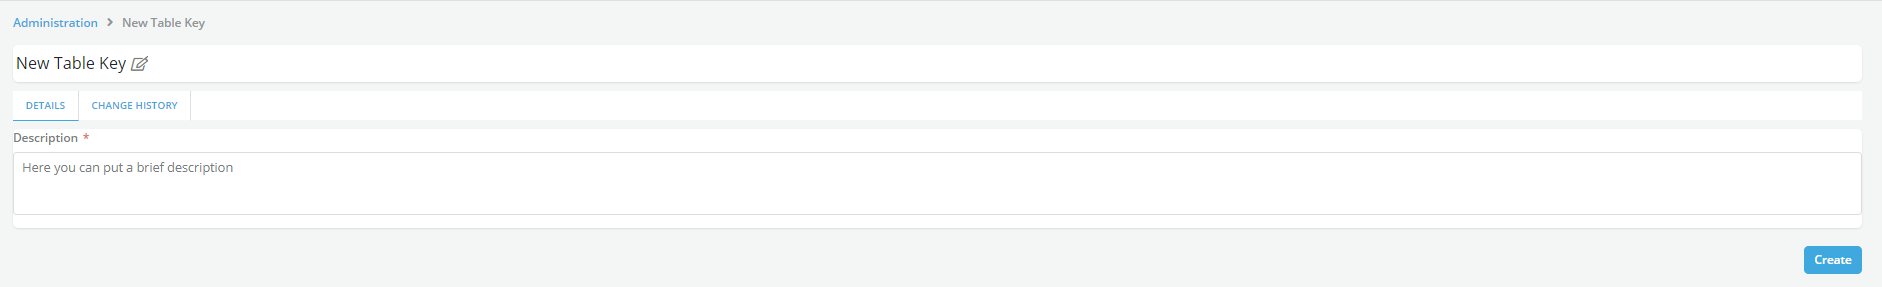 Administration > New Table Key
New Table Key
DETAILS CHANGE HISTORY
Description *
Here you can put a brief description
Create